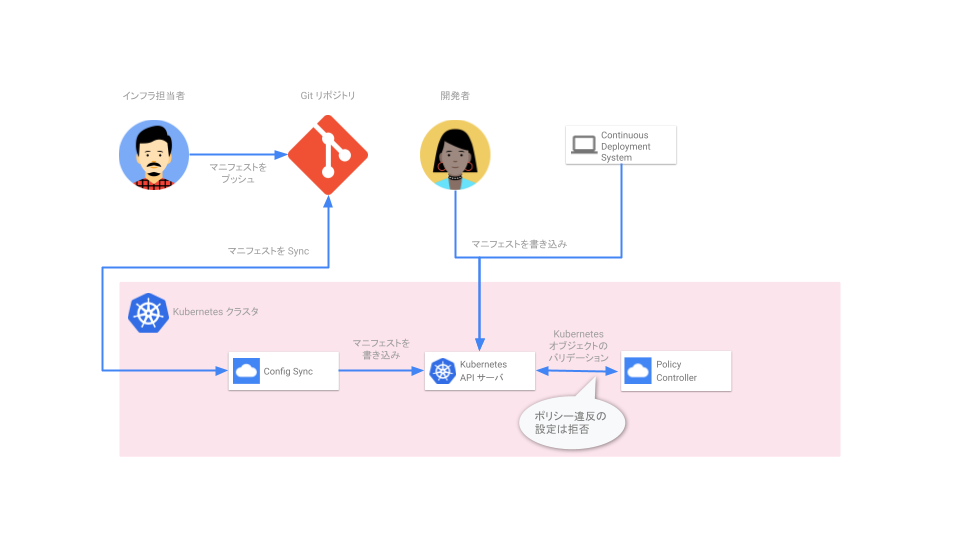 インフラ担当者
Git リポジトリ
開発者
Continuous
Deployment
System
マニフェストを
プッシュ
マニフェストを Sync
マニフェストを書き込み
Kubernetes クラスタ
マニフェストを
書き込み
Kubernetes
オブジェクトの
バリデーション
Config Sync
Kubernetes
API サーバ
Policy
Controller
ポリシー違反の
設定は拒否